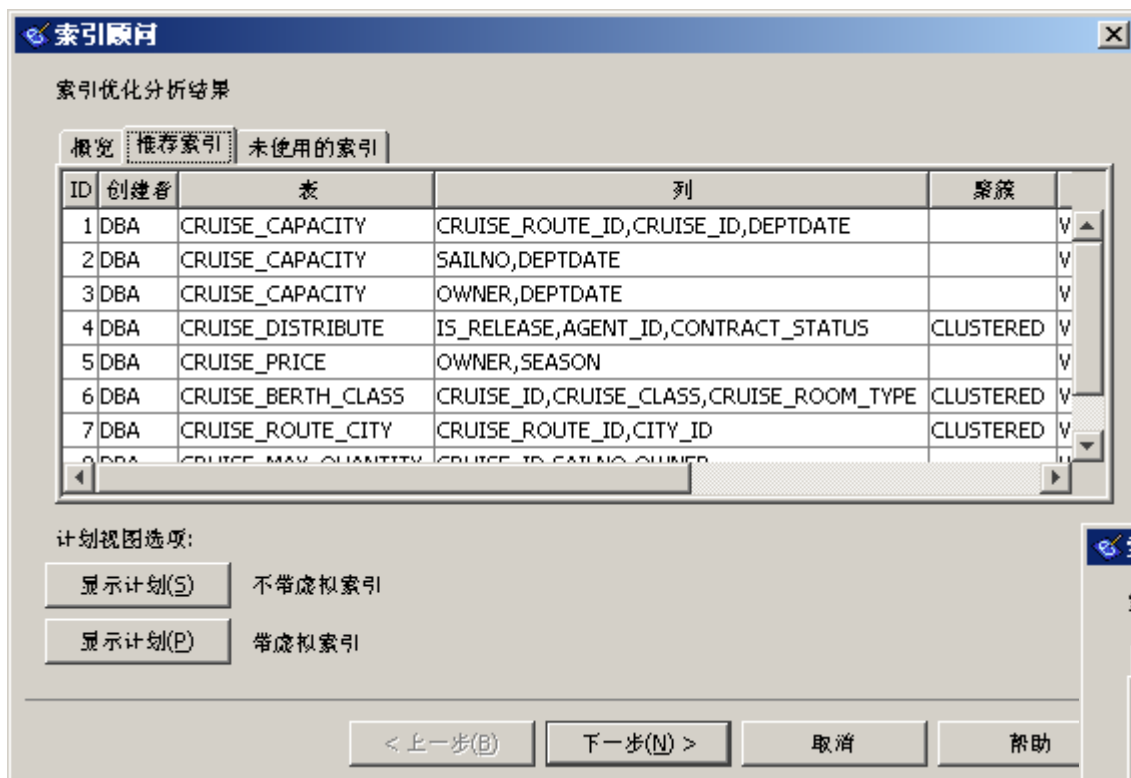 索引顾问
索引优化分析结果
概览 推荐索引 未使用的索引
ID 创建者 表 列 聚簇
1 DBA CRUISE_CAPACITY CRUISE_ROUTE_ID,CRUISE_ID,DEPTDATE V
2 DBA CRUISE_CAPACITY SAILNO,DEPTDATE V
3 DBA CRUISE_CAPACITY OWNER,DEPTDATE V
4 DBA CRUISE_DISTRIBUTE IS_RELEASE,AGENT_ID,CONTRACT_STATUS CLUSTERED V
5 DBA CRUISE_PRICE OWNER,SEASON V
6 DBA CRUISE_BERTH_CLASS CRUISE_ID,CRUISE_CLASS,CRUISE_ROOM_TYPE CLUSTERED V
7 DBA CRUISE_ROUTE_CITY CRUISE_ROUTE_ID,CITY_ID CLUSTERED V
DBA CRUISE_MAX_QUANTITY CRUISE_ID,SAILNO,OWNER
计划视图选项:
显示计划(S) 不带虚拟索引
显示计划(P) 带虚拟索引
< 上一步(B) 下一步(N) > 取消 帮助